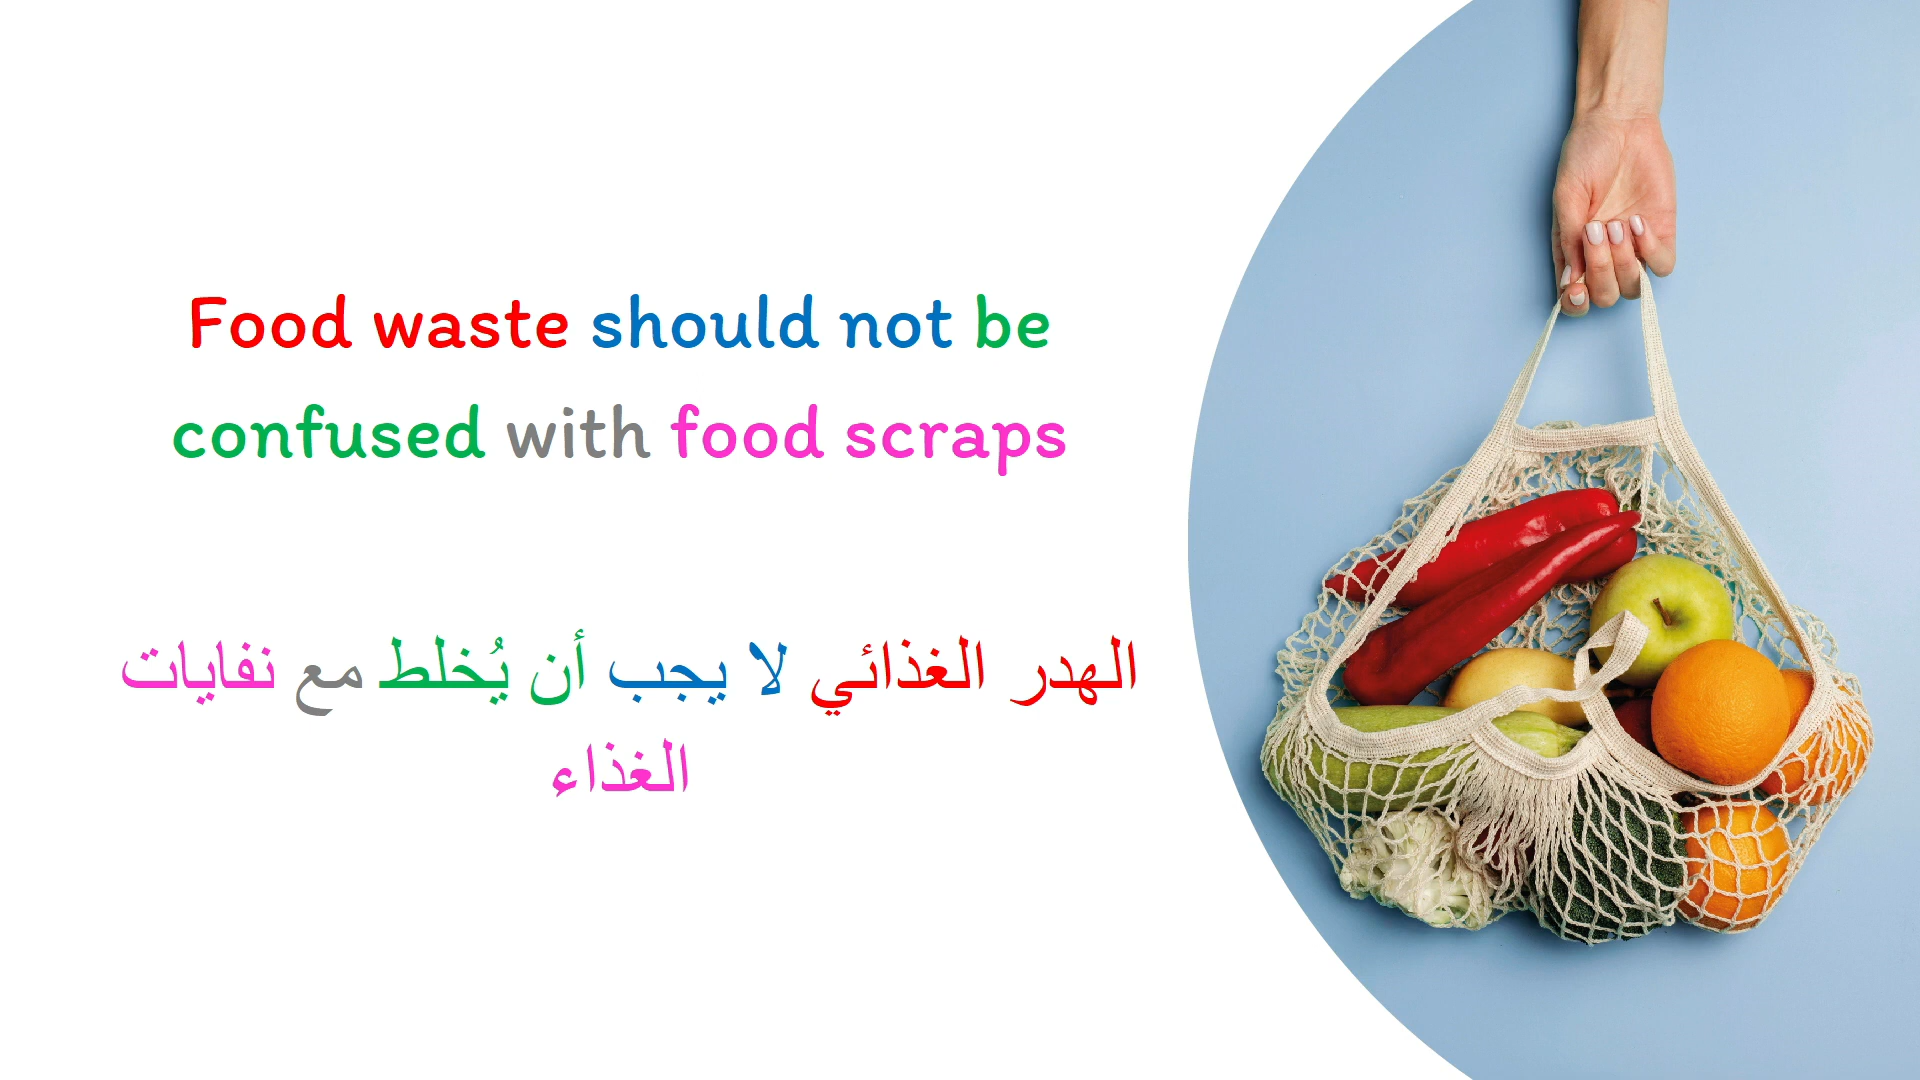 Food waste should not be
confused with food scraps
الهدر الغذائي لا يجب أن يُخلط مع نفايات
الغذاء